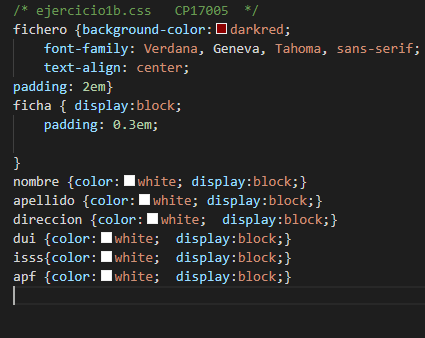 /* ejercicio1b.css   CP17005  */
fichero {background-color:darkred;
    font-family: Verdana, Geneva, Tahoma, sans-serif;
    text-align: center;
padding: 2em}
ficha { display:block;
    padding: 0.3em;
}
nombre {color:white; display:block;}
apellido {color:white; display:block;}
direccion {color:white;  display:block;}
dui {color:white;  display:block;}
isss{color:white;  display:block;}
apf {color:white;  display:block;}